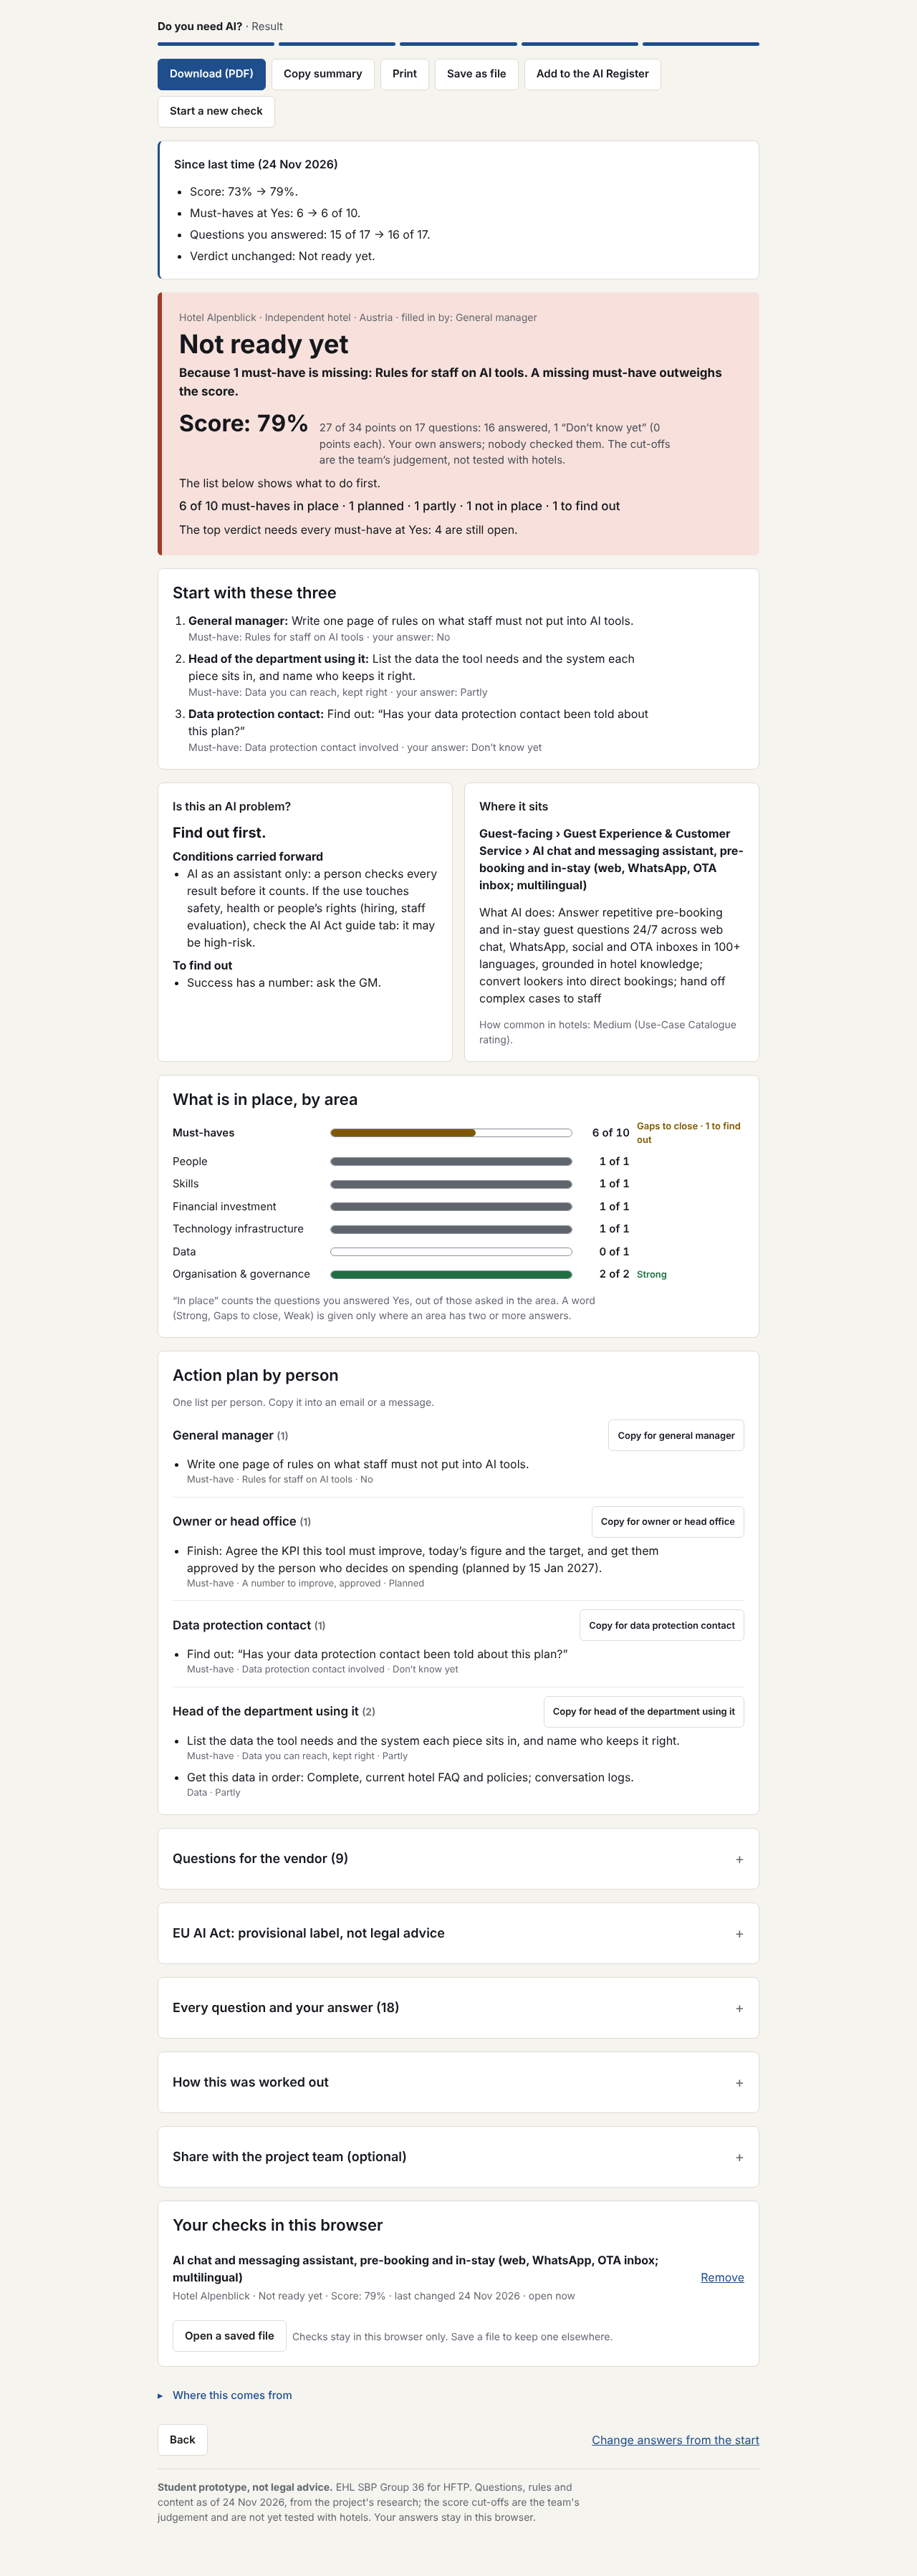 Do you need AI? · Result
Download (PDF)
Copy summary
Print
Save as file
Add to the AI Register
Start a new check
Since last time (24 Nov 2026)
• Score: 73% → 79%.
• Must-haves at Yes: 6 → 6 of 10.
• Questions you answered: 15 of 17 → 16 of 17.
• Verdict unchanged: Not ready yet.
Hotel Alpenblick · Independent hotel · Austria · filled in by: General manager
Not ready yet
Because 1 must-have is missing: Rules for staff on AI tools. A missing must-have outweighs
the score.
Score: 79%
27 of 34 points on 17 questions: 16 answered, 1 “Don’t know yet” (0
points each). Your own answers; nobody checked them. The cut-offs
are the team’s judgement, not tested with hotels.
The list below shows what to do first.
6 of 10 must-haves in place · 1 planned · 1 partly · 1 not in place · 1 to find out
The top verdict needs every must-have at Yes: 4 are still open.
Start with these three
1. General manager: Write one page of rules on what staff must not put into AI tools.
Must-have: Rules for staff on AI tools · your answer: No
2. Head of the department using it: List the data the tool needs and the system each
piece sits in, and name who keeps it right.
Must-have: Data you can reach, kept right · your answer: Partly
3. Data protection contact: Find out: “Has your data protection contact been told about
this plan?”
Must-have: Data protection contact involved · your answer: Don’t know yet
Is this an AI problem?
Find out first.
Conditions carried forward
• AI as an assistant only: a person checks every
result before it counts. If the use touches
safety, health or people’s rights (hiring, staff
evaluation), check the AI Act guide tab: it may
be high-risk.
To find out
• Success has a number: ask the GM.
Where it sits
Guest-facing › Guest Experience & Customer
Service › AI chat and messaging assistant, pre-
booking and in-stay (web, WhatsApp, OTA
inbox; multilingual)
What AI does: Answer repetitive pre-booking
and in-stay guest questions 24/7 across web
chat, WhatsApp, social and OTA inboxes in 100+
languages, grounded in hotel knowledge;
convert lookers into direct bookings; hand off
complex cases to staff
How common in hotels: Medium (Use-Case Catalogue
rating).
What is in place, by area
Must-haves 6 of 10 Gaps to close · 1 to find
out
People 1 of 1
Skills 1 of 1
Financial investment 1 of 1
Technology infrastructure 1 of 1
Data 0 of 1
Organisation & governance 2 of 2 Strong
“In place” counts the questions you answered Yes, out of those asked in the area. A word
(Strong, Gaps to close, Weak) is given only where an area has two or more answers.
Action plan by person
One list per person. Copy it into an email or a message.
General manager (1)
Copy for general manager
• Write one page of rules on what staff must not put into AI tools.
Must-have · Rules for staff on AI tools · No
Owner or head office (1)
Copy for owner or head office
• Finish: Agree the KPI this tool must improve, today’s figure and the target, and get them
approved by the person who decides on spending (planned by 15 Jan 2027).
Must-have · A number to improve, approved · Planned
Data protection contact (1)
Copy for data protection contact
• Find out: “Has your data protection contact been told about this plan?”
Must-have · Data protection contact involved · Don’t know yet
Head of the department using it (2)
Copy for head of the department using it
• List the data the tool needs and the system each piece sits in, and name who keeps it right.
Must-have · Data you can reach, kept right · Partly
• Get this data in order: Complete, current hotel FAQ and policies; conversation logs.
Data · Partly
Questions for the vendor (9) +
EU AI Act: provisional label, not legal advice +
Every question and your answer (18) +
How this was worked out +
Share with the project team (optional) +
Your checks in this browser
AI chat and messaging assistant, pre-booking and in-stay (web, WhatsApp, OTA inbox;
multilingual)
Remove
Hotel Alpenblick · Not ready yet · Score: 79% · last changed 24 Nov 2026 · open now
Open a saved file
Checks stay in this browser only. Save a file to keep one elsewhere.
▸ Where this comes from
Back
Change answers from the start
Student prototype, not legal advice. EHL SBP Group 36 for HFTP. Questions, rules and
content as of 24 Nov 2026, from the project's research; the score cut-offs are the team's
judgement and are not yet tested with hotels. Your answers stay in this browser.